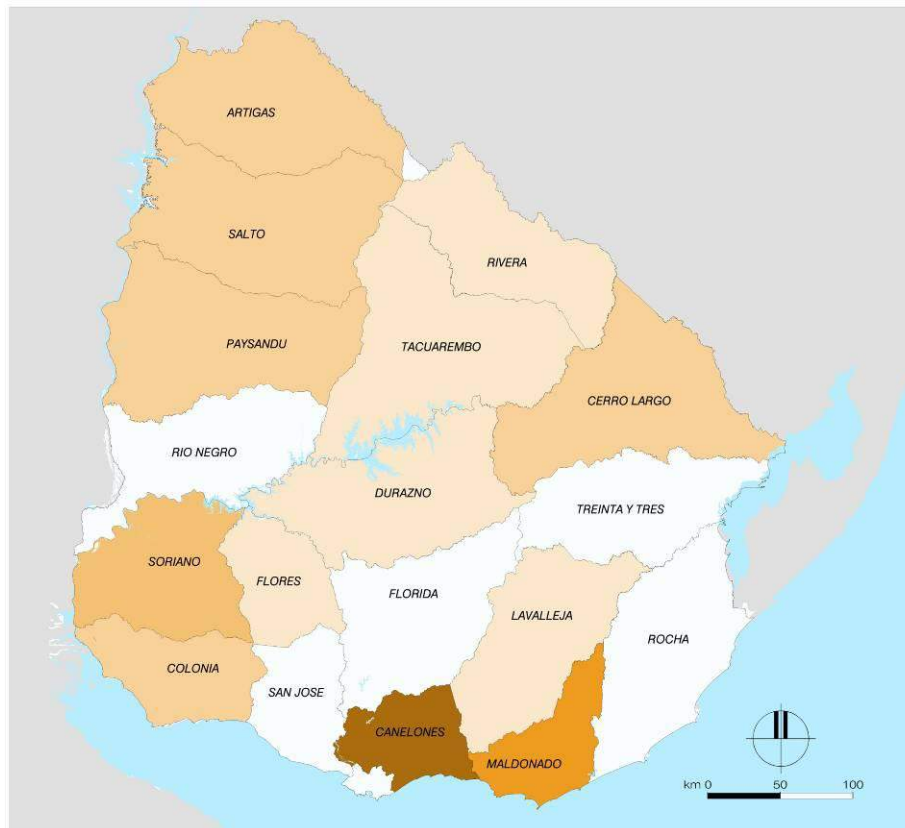 ARTIGAS
SALTO
RIVERA
PAYSANDU
TACUAREMBO
CERRO LARGO
RIO NEGRO
DURAZNO
TREINTA Y TRES
SORIANO
FLORES
FLORIDA
LAVALLEJA
ROCHA
COLONIA
SAN JOSE
CANELONES
MALDONADO
km 0 50 100